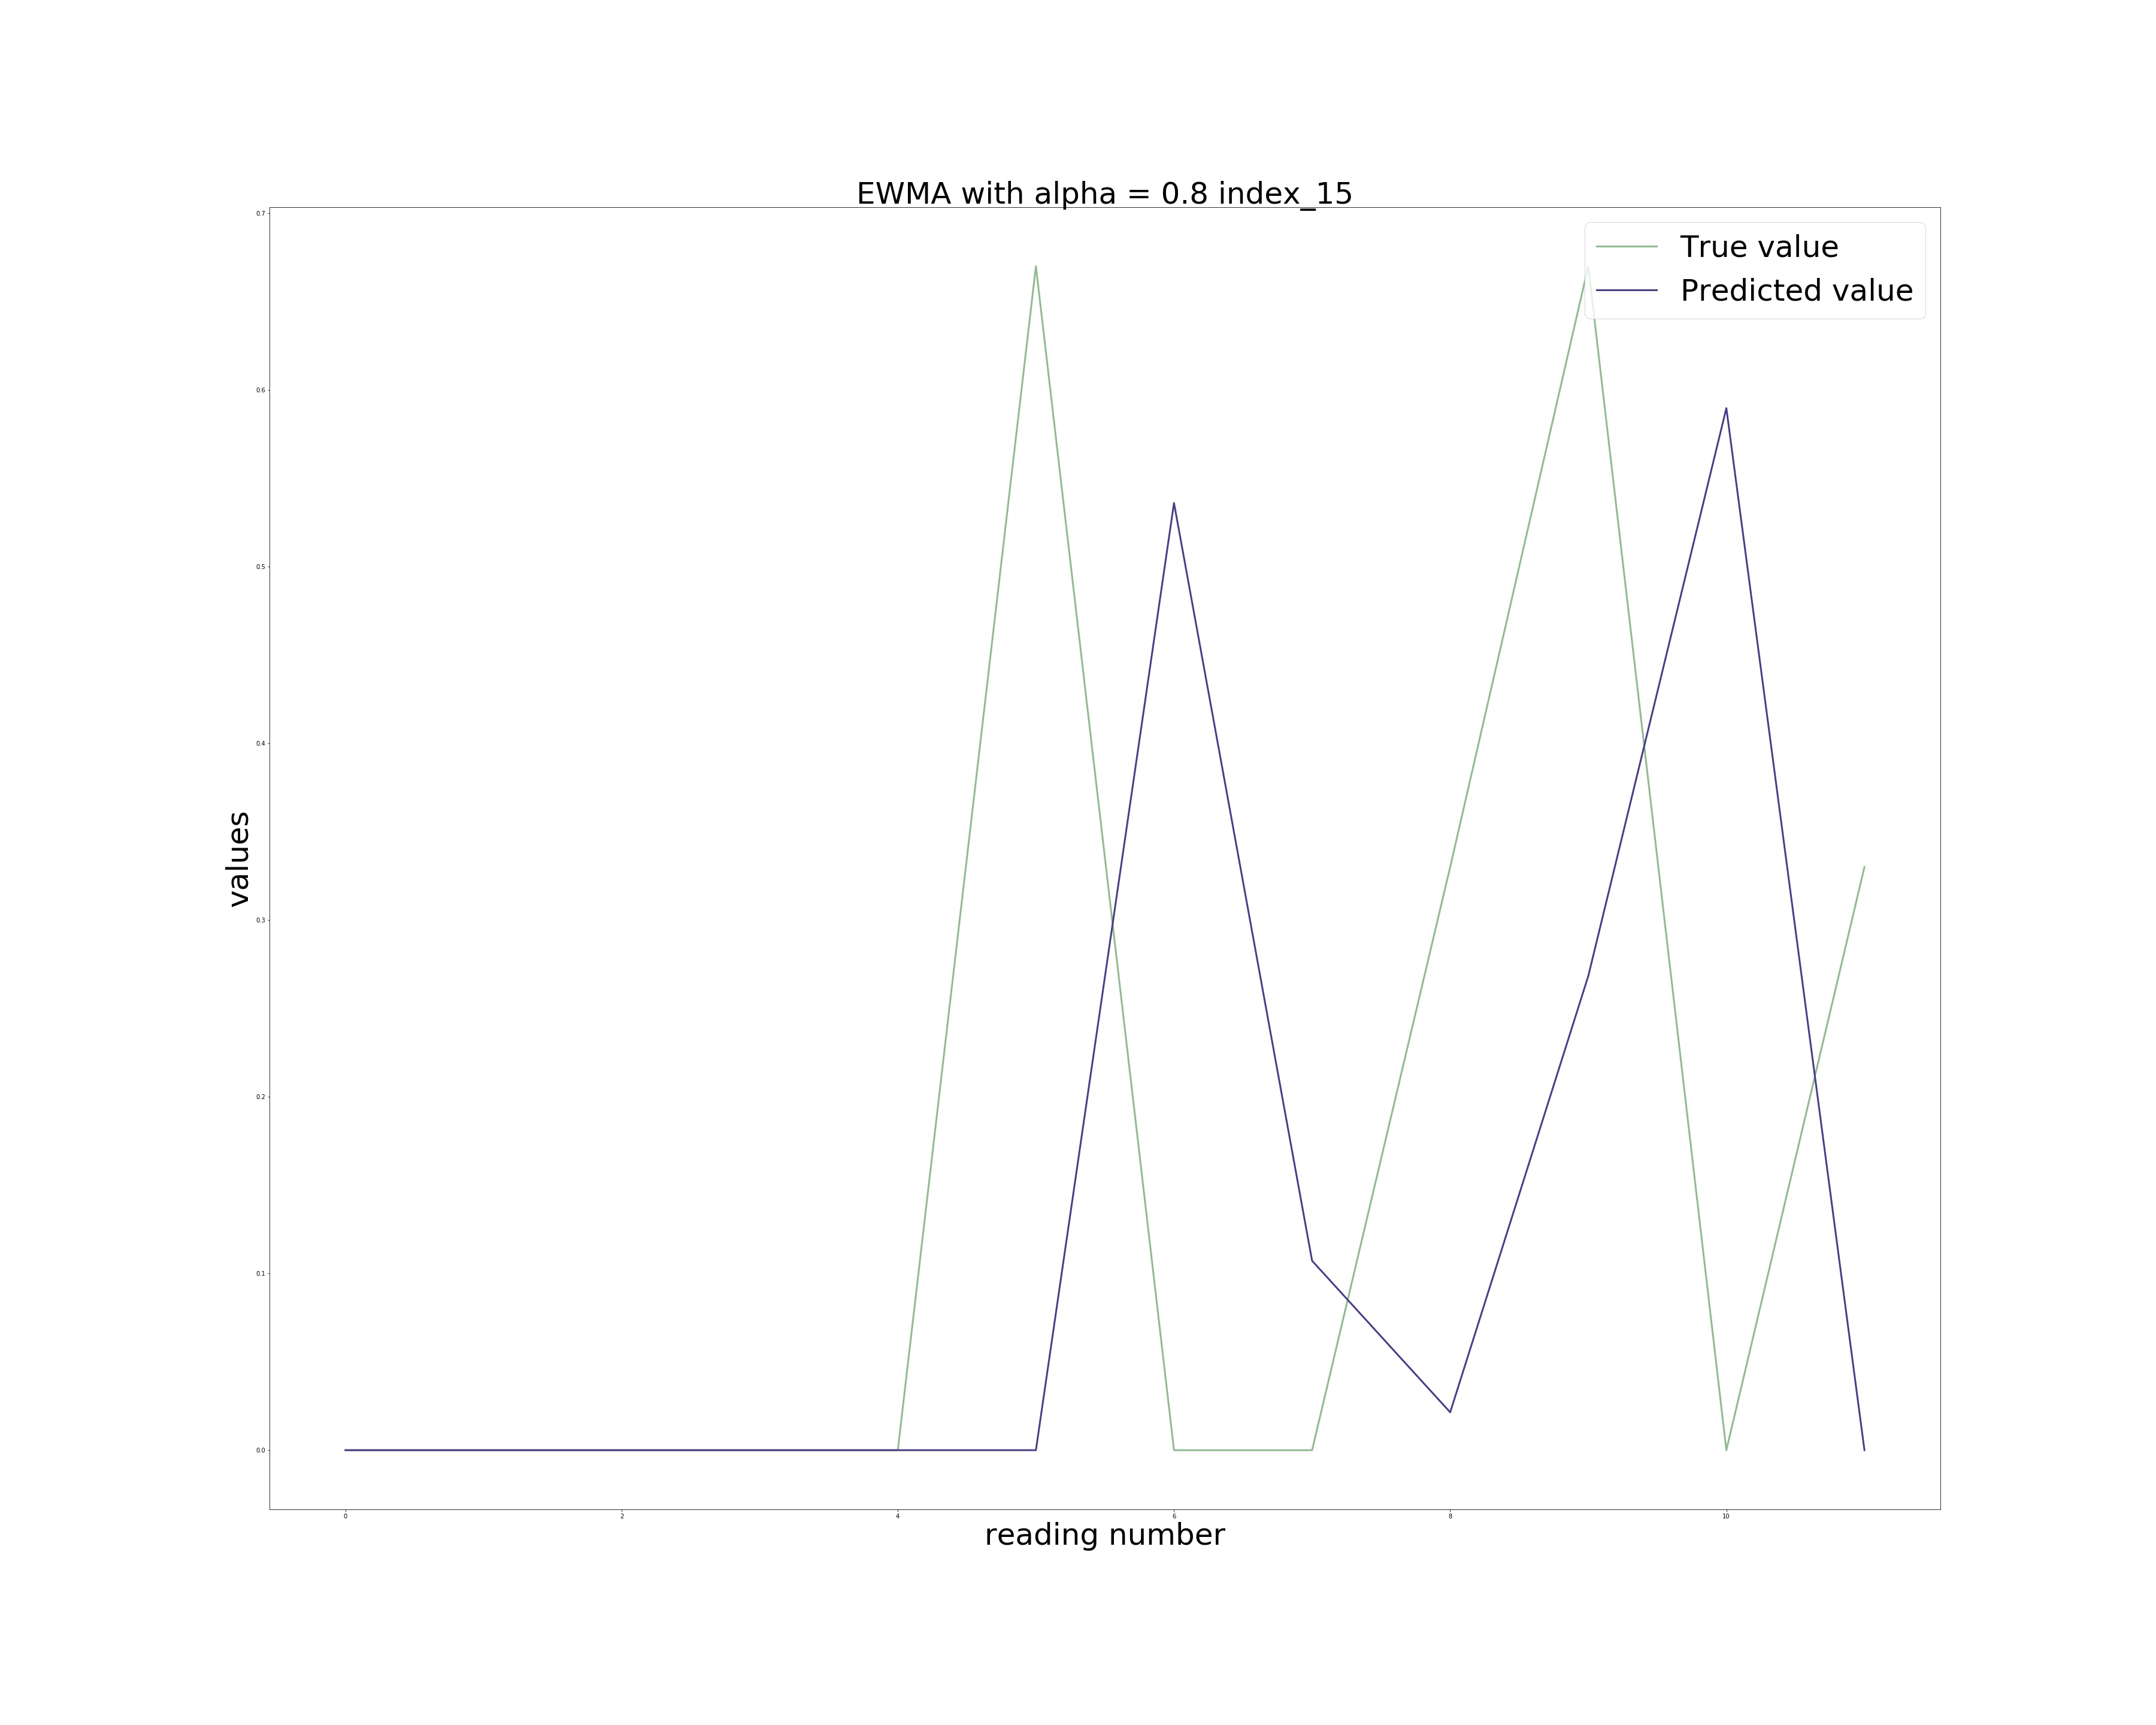 EWMA with alpha = 0.8 index_15
True value
Predicted value
0.7
0.6
0.5
0.4
0.3
0.2
0.1
0.0
values
0 2 4 6 8 10
reading number